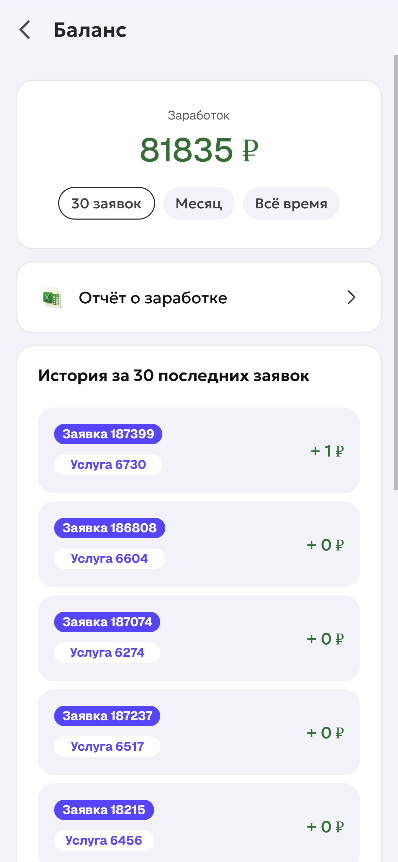 Баланс
Заработок
81835 ₽
30 заявок Месяц Всё время
Отчёт о заработке
История за 30 последних заявок
Заявка 187399
Услуга 6730
+ 1 ₽
Заявка 186808
Услуга 6604
+ 0 ₽
Заявка 187074
Услуга 6274
+ 0 ₽
Заявка 187237
Услуга 6517
+ 0 ₽
Заявка 18215
Услуга 6456
+ 0 ₽